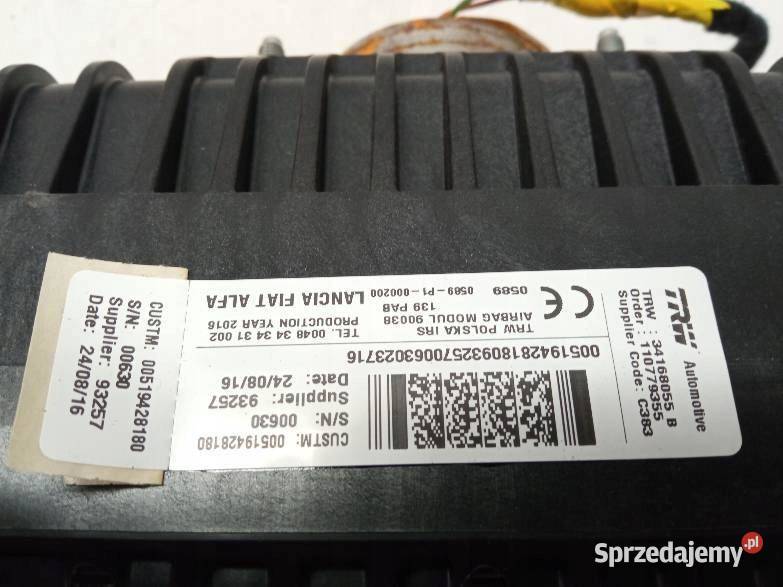 TRW Automotive
TRW : 34168055 B
Order : 110779355
Supplier Code: C383
TRW POLSKA IRS
AIRBAG MODUL 90038
139 PAB
0589 0589-P1-000200
TEL. 0048 34 34 31 002
PRODUCTION YEAR 2016
LANCIA FIAT ALFA
00519428180932570063023716
CUSTM: 00519428180
S/N: 00630
Supplier: 93257
Date: 24/08/16
CUSTM: 00519428180
S/N: 00630
Supplier: 93257
Date: 24/08/16
Sprzedajemy.pl